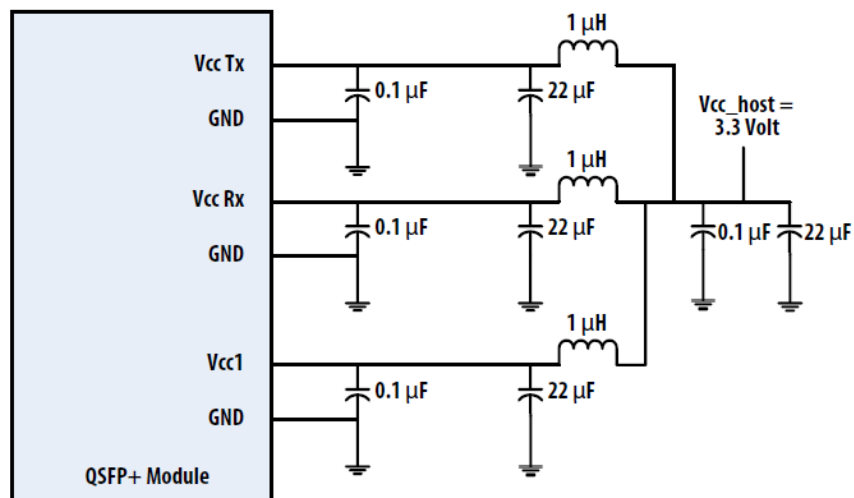 1 μH
Vcc Tx
0.1 μF
22 μF
GND
Vcc_host =
3.3 Volt
1 μH
Vcc Rx
0.1 μF
22 μF
0.1 μF
22 μF
GND
1 μH
Vcc1
0.1 μF
22 μF
GND
QSFP+ Module